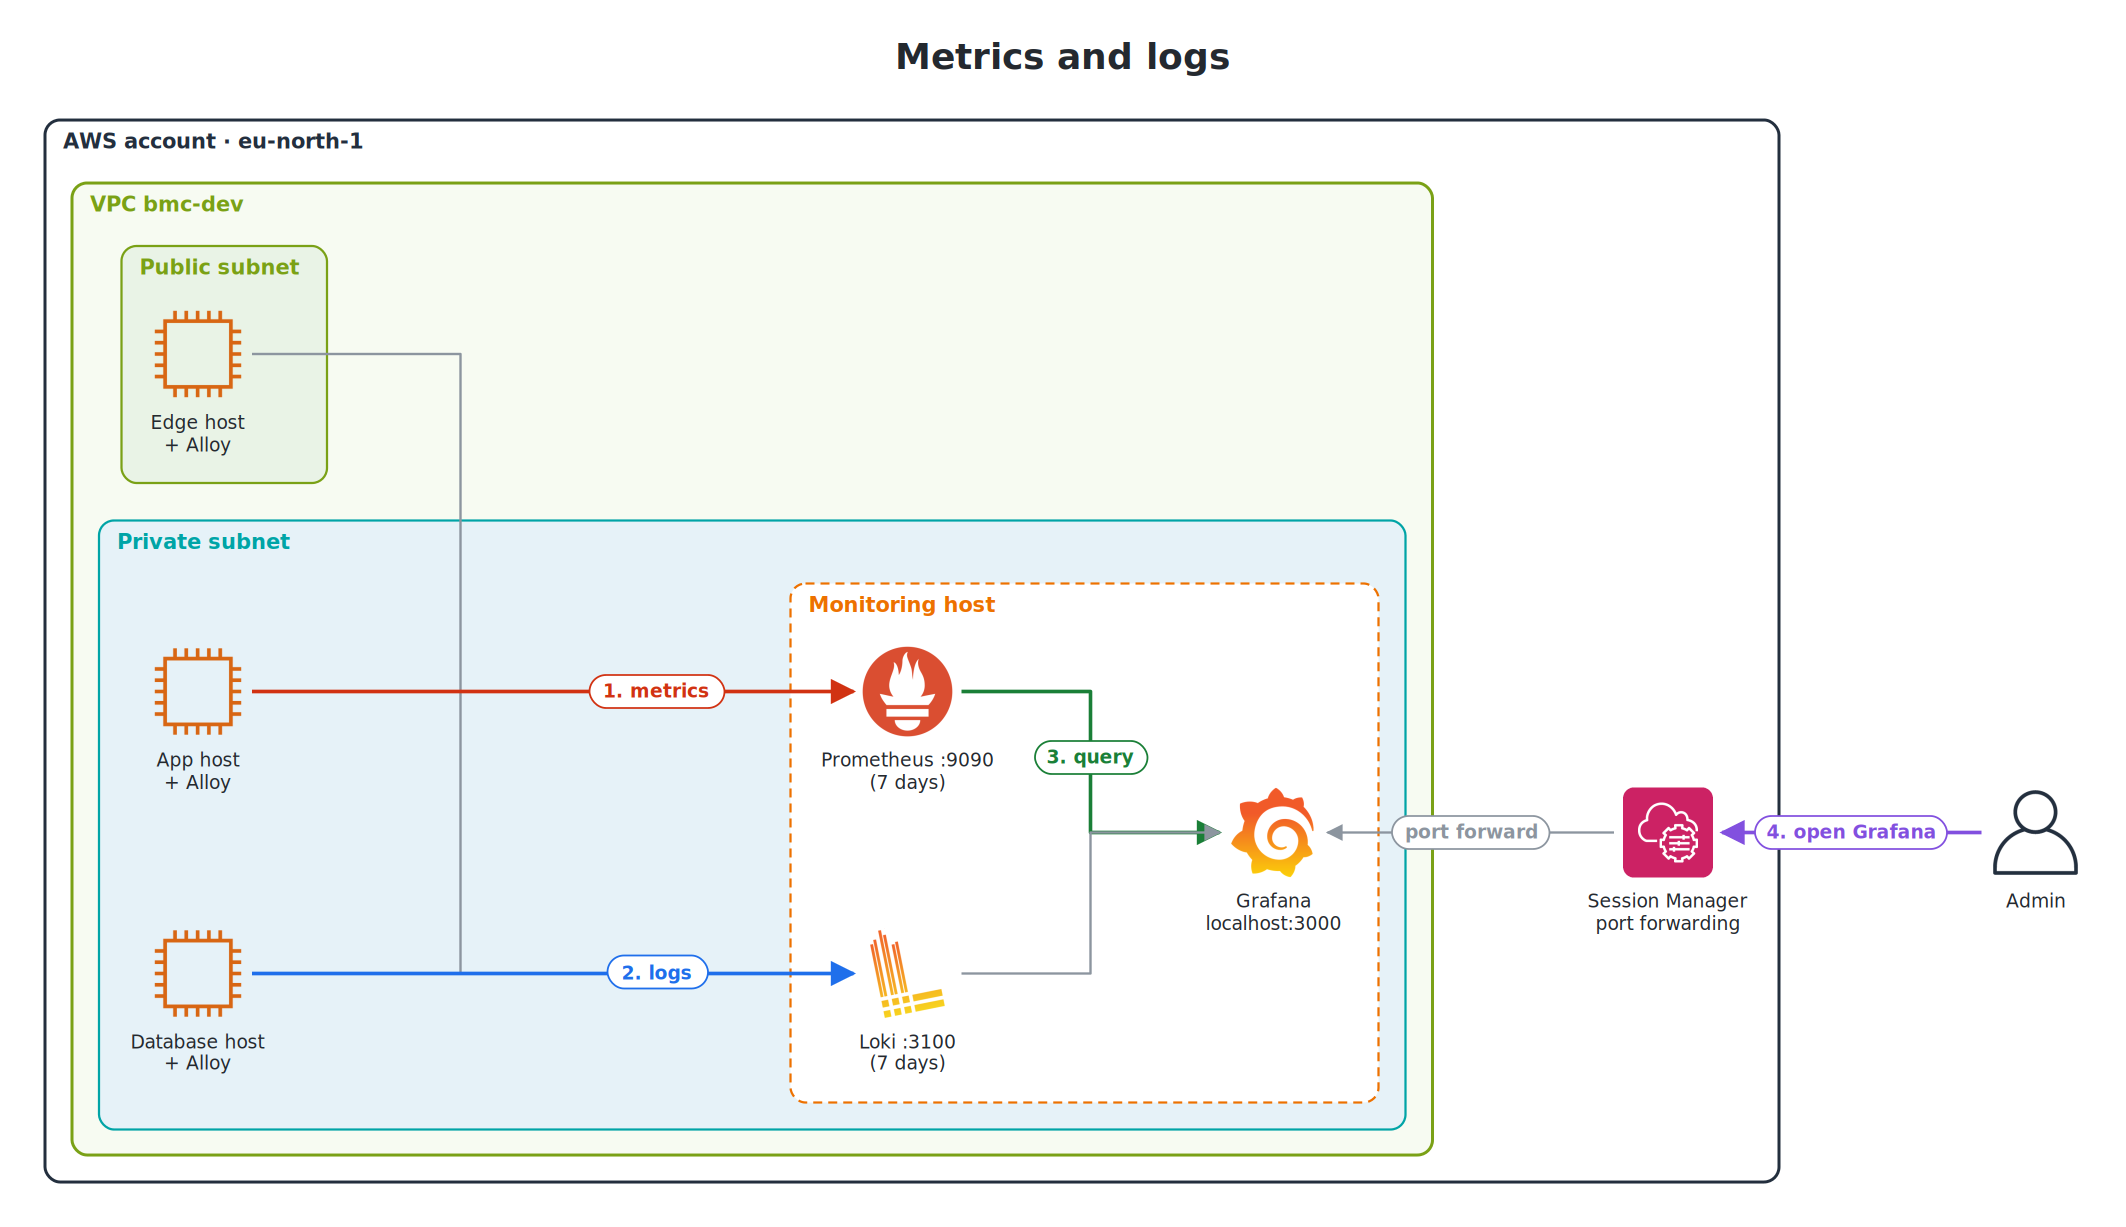 Metrics and logs
AWS account · eu-north-1
VPC bmc-dev
Public subnet
Edge host
+ Alloy
Private subnet
Monitoring host
App host
+ Alloy
1. metrics
Prometheus :9090
(7 days)
3. query
Grafana
localhost:3000
port forward
Session Manager
port forwarding
4. open Grafana
Admin
Database host
+ Alloy
2. logs
Loki :3100
(7 days)